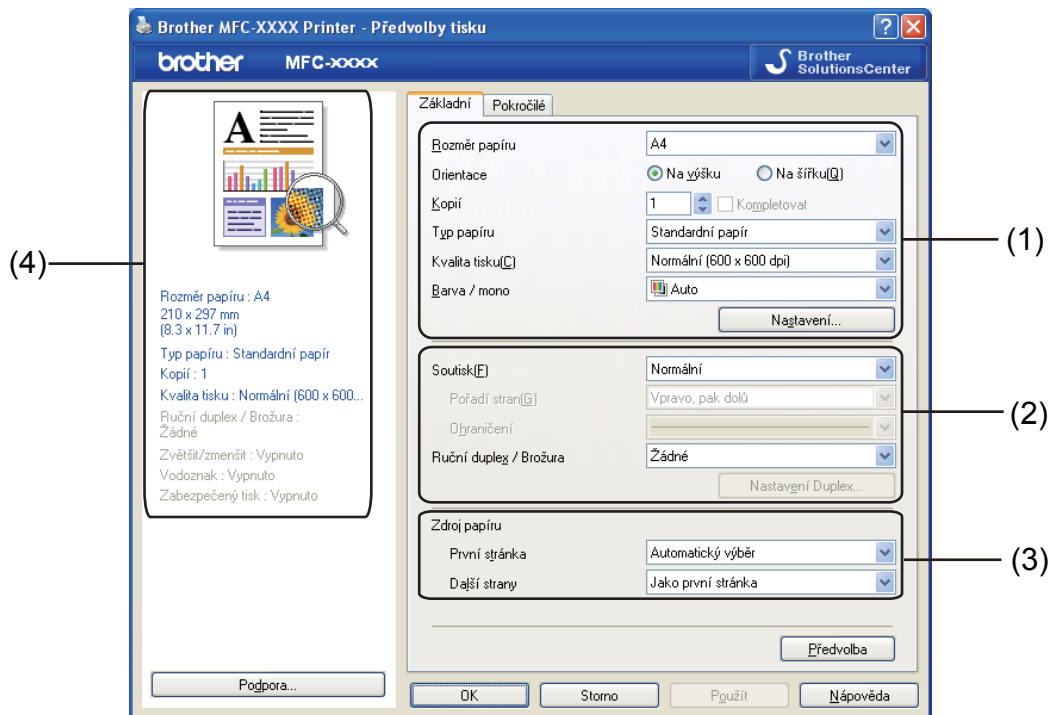 Brother MFC-XXXX Printer - Předvolby tisku
brother MFC-xxxx
Brother
SolutionsCenter
A
Rozměr papíru : A4
210 x 297 mm
(8.3 x 11.7 in)
Typ papíru : Standardní papír
Kopií : 1
Kvalita tisku : Normální (600 x 600...
Ruční duplex / Brožura :
Žádné
Zvětšit/zmenšit : Vypnuto
Vodoznak : Vypnuto
Zabezpečený tisk : Vypnuto
(4)
Podpora...
Základní Pokročilé
Rozměr papíru A4
Orientace Na výšku Na šířku(Q)
Kopií 1 Kompletovat
Typ papíru Standardní papír
Kvalita tisku(C) Normální (600 x 600 dpi)
Barva / mono Auto
Nastavení...
(1)
Soutisk(F) Normální
Pořadí stran(G) Vpravo, pak dolů
Ohraničení
Ruční duplex / Brožura Žádné
Nastavení Duplex...
(2)
Zdroj papíru
První stránka Automatický výběr
Další strany Jako první stránka
(3)
Předvolba
OK Storno Použít Nápověda